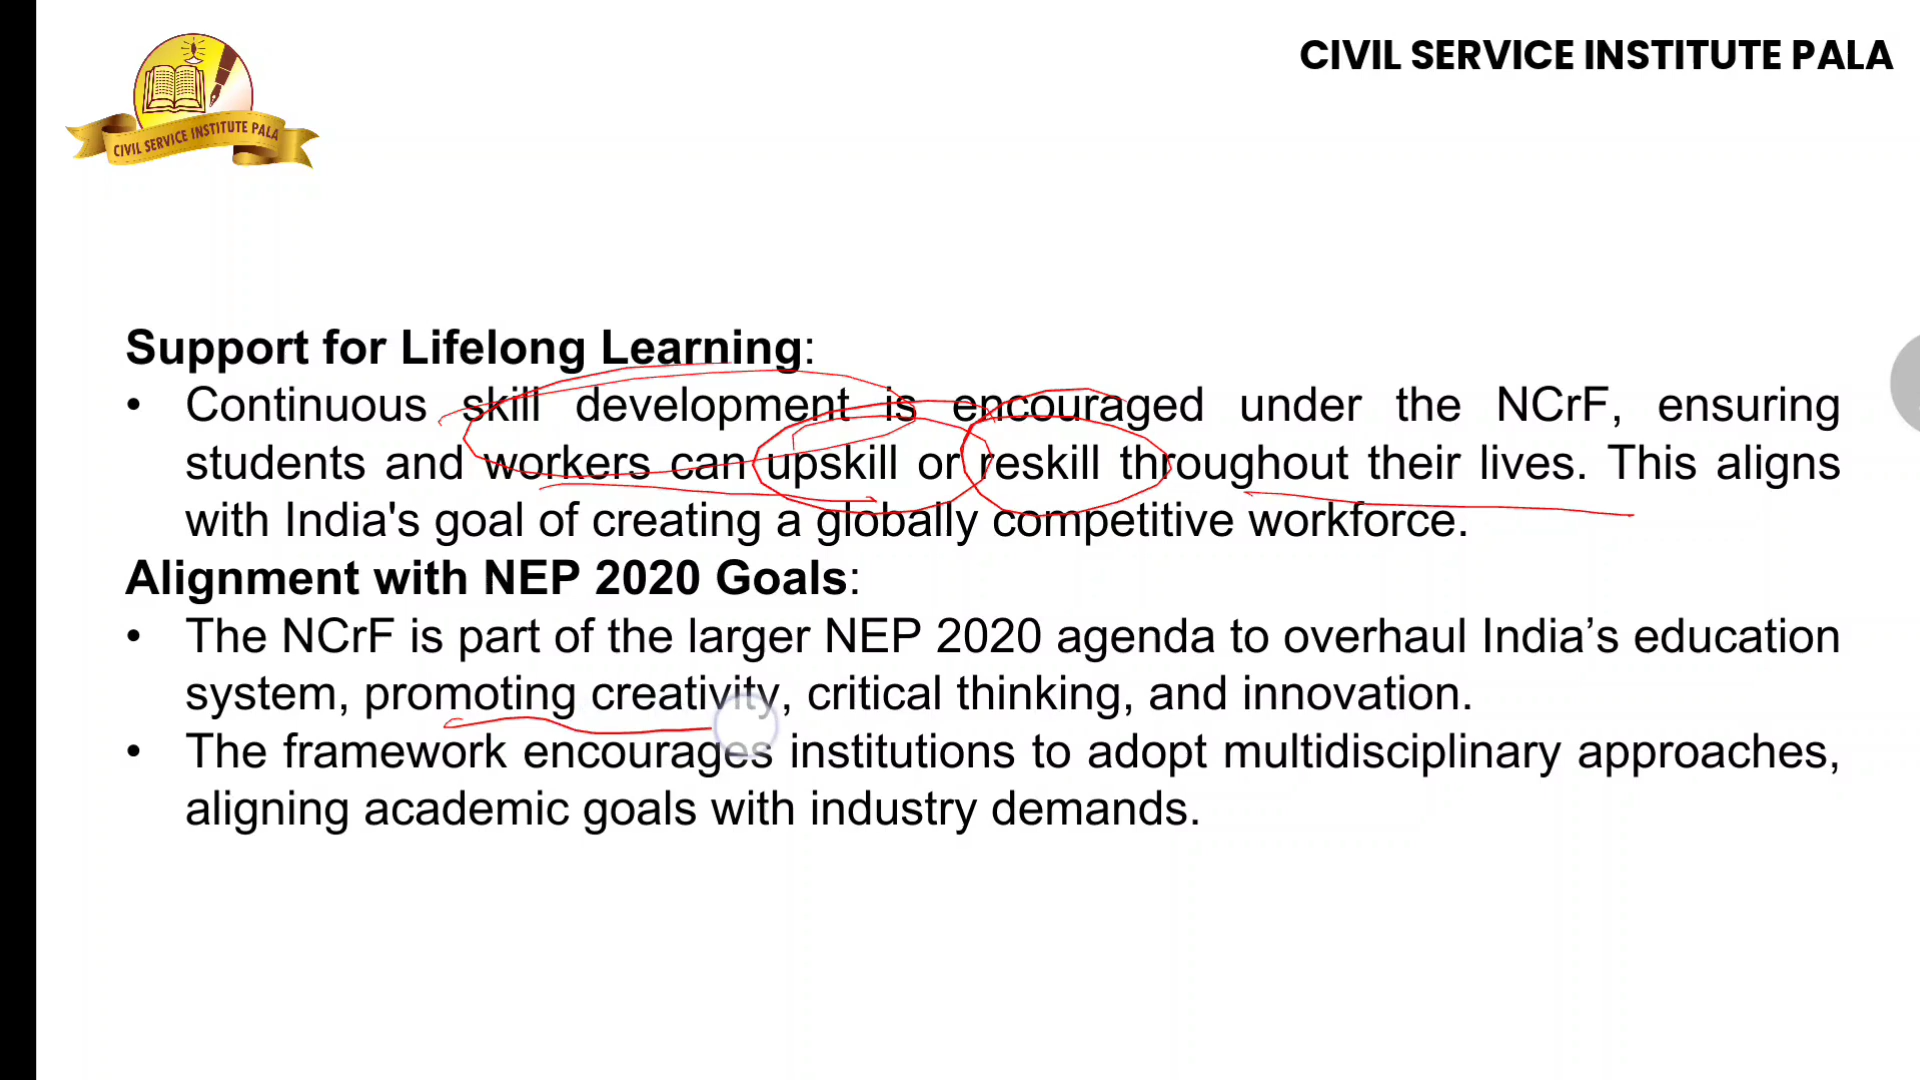 CIVIL SERVICE INSTITUTE PALA
CIVIL SERVICE INSTITUTE PALA
Support for Lifelong Learning:
• Continuous skill development is encouraged under the NCrF, ensuring
students and workers can upskill or reskill throughout their lives. This aligns
with India's goal of creating a globally competitive workforce.
Alignment with NEP 2020 Goals:
• The NCrF is part of the larger NEP 2020 agenda to overhaul India’s education
system, promoting creativity, critical thinking, and innovation.
• The framework encourages institutions to adopt multidisciplinary approaches,
aligning academic goals with industry demands.